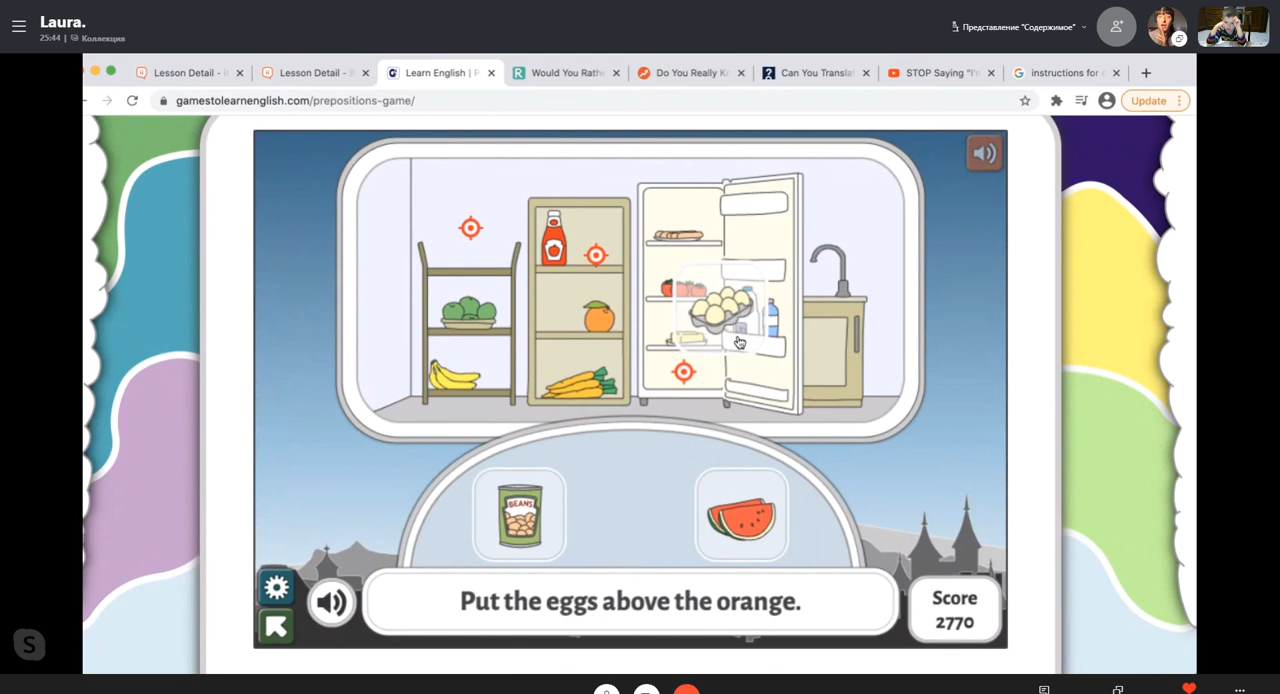 Laura.
25:44 | Коллекция
Представление "Содержимое"
Lesson Detail - i
Lesson Detail -
Learn English | P
Would You Rathe
Do You Really Kn
Can You Translat
STOP Saying "I'm
instructions for c
gamestolearnenglish.com/prepositions-game/
Update
BEANS
Put the eggs above the orange.
Score
2770
S